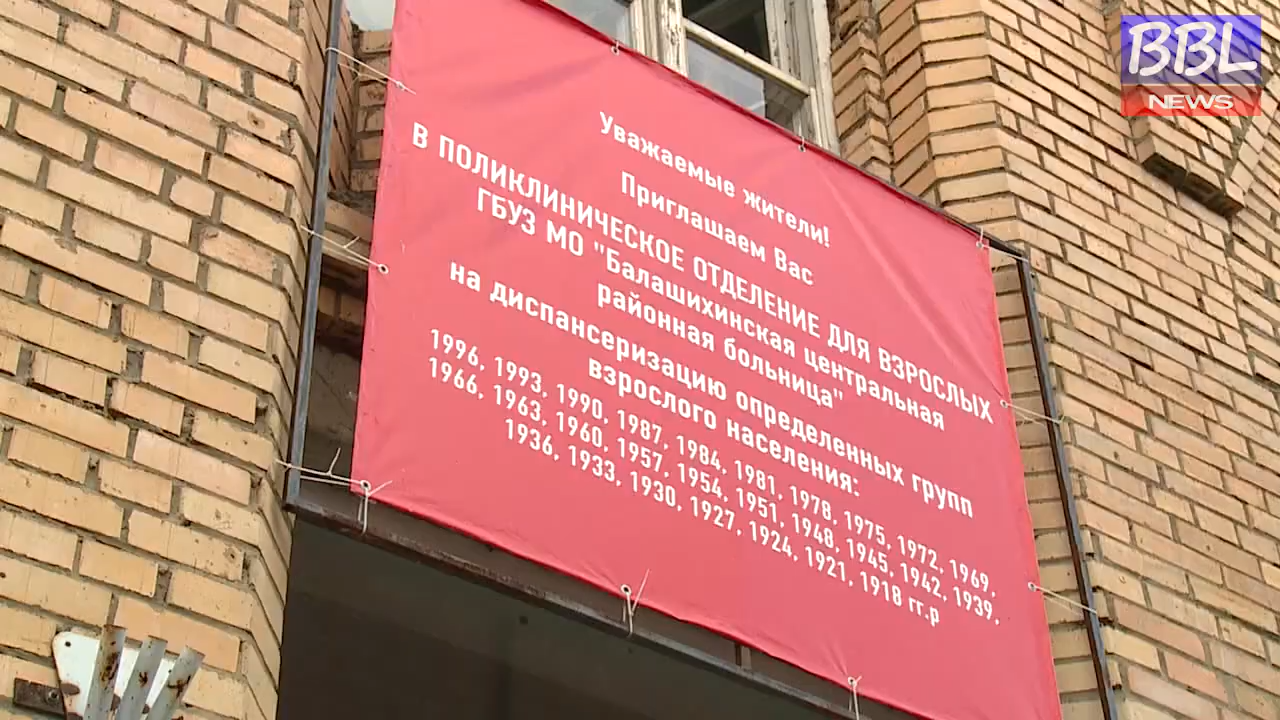 BBL
NEWS
Уважаемые жители!
Приглашаем Вас
В ПОЛИКЛИНИЧЕСКОЕ ОТДЕЛЕНИЕ ДЛЯ ВЗРОСЛЫХ
ГБУЗ МО "Балашихинская центральная
районная больница"
на диспансеризацию определенных групп
взрослого населения:
1996, 1993, 1990, 1987, 1984, 1981, 1978, 1975, 1972, 1969,
1966, 1963, 1960, 1957, 1954, 1951, 1948, 1945, 1942, 1939,
1936, 1933, 1930, 1927, 1924, 1921, 1918 гг.р